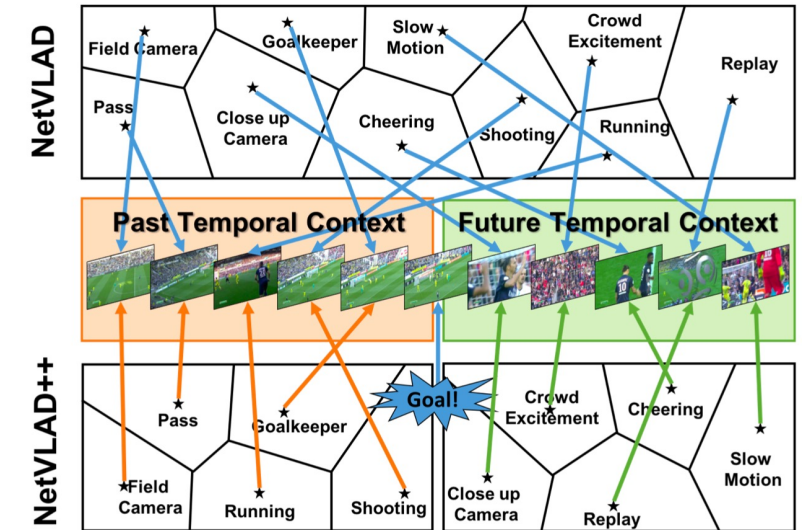 NetVLAD
Field Camera
Goalkeeper
Slow
Motion
Crowd
Excitement
Replay
Pass
Close up
Camera
Cheering
Shooting
Running
Past Temporal Context
Future Temporal Context
10
NetVLAD++
Goal!
Pass
Goalkeeper
Crowd
Excitement
Cheering
Field
Camera
Running
Shooting
Close up
Camera
Replay
Slow
Motion